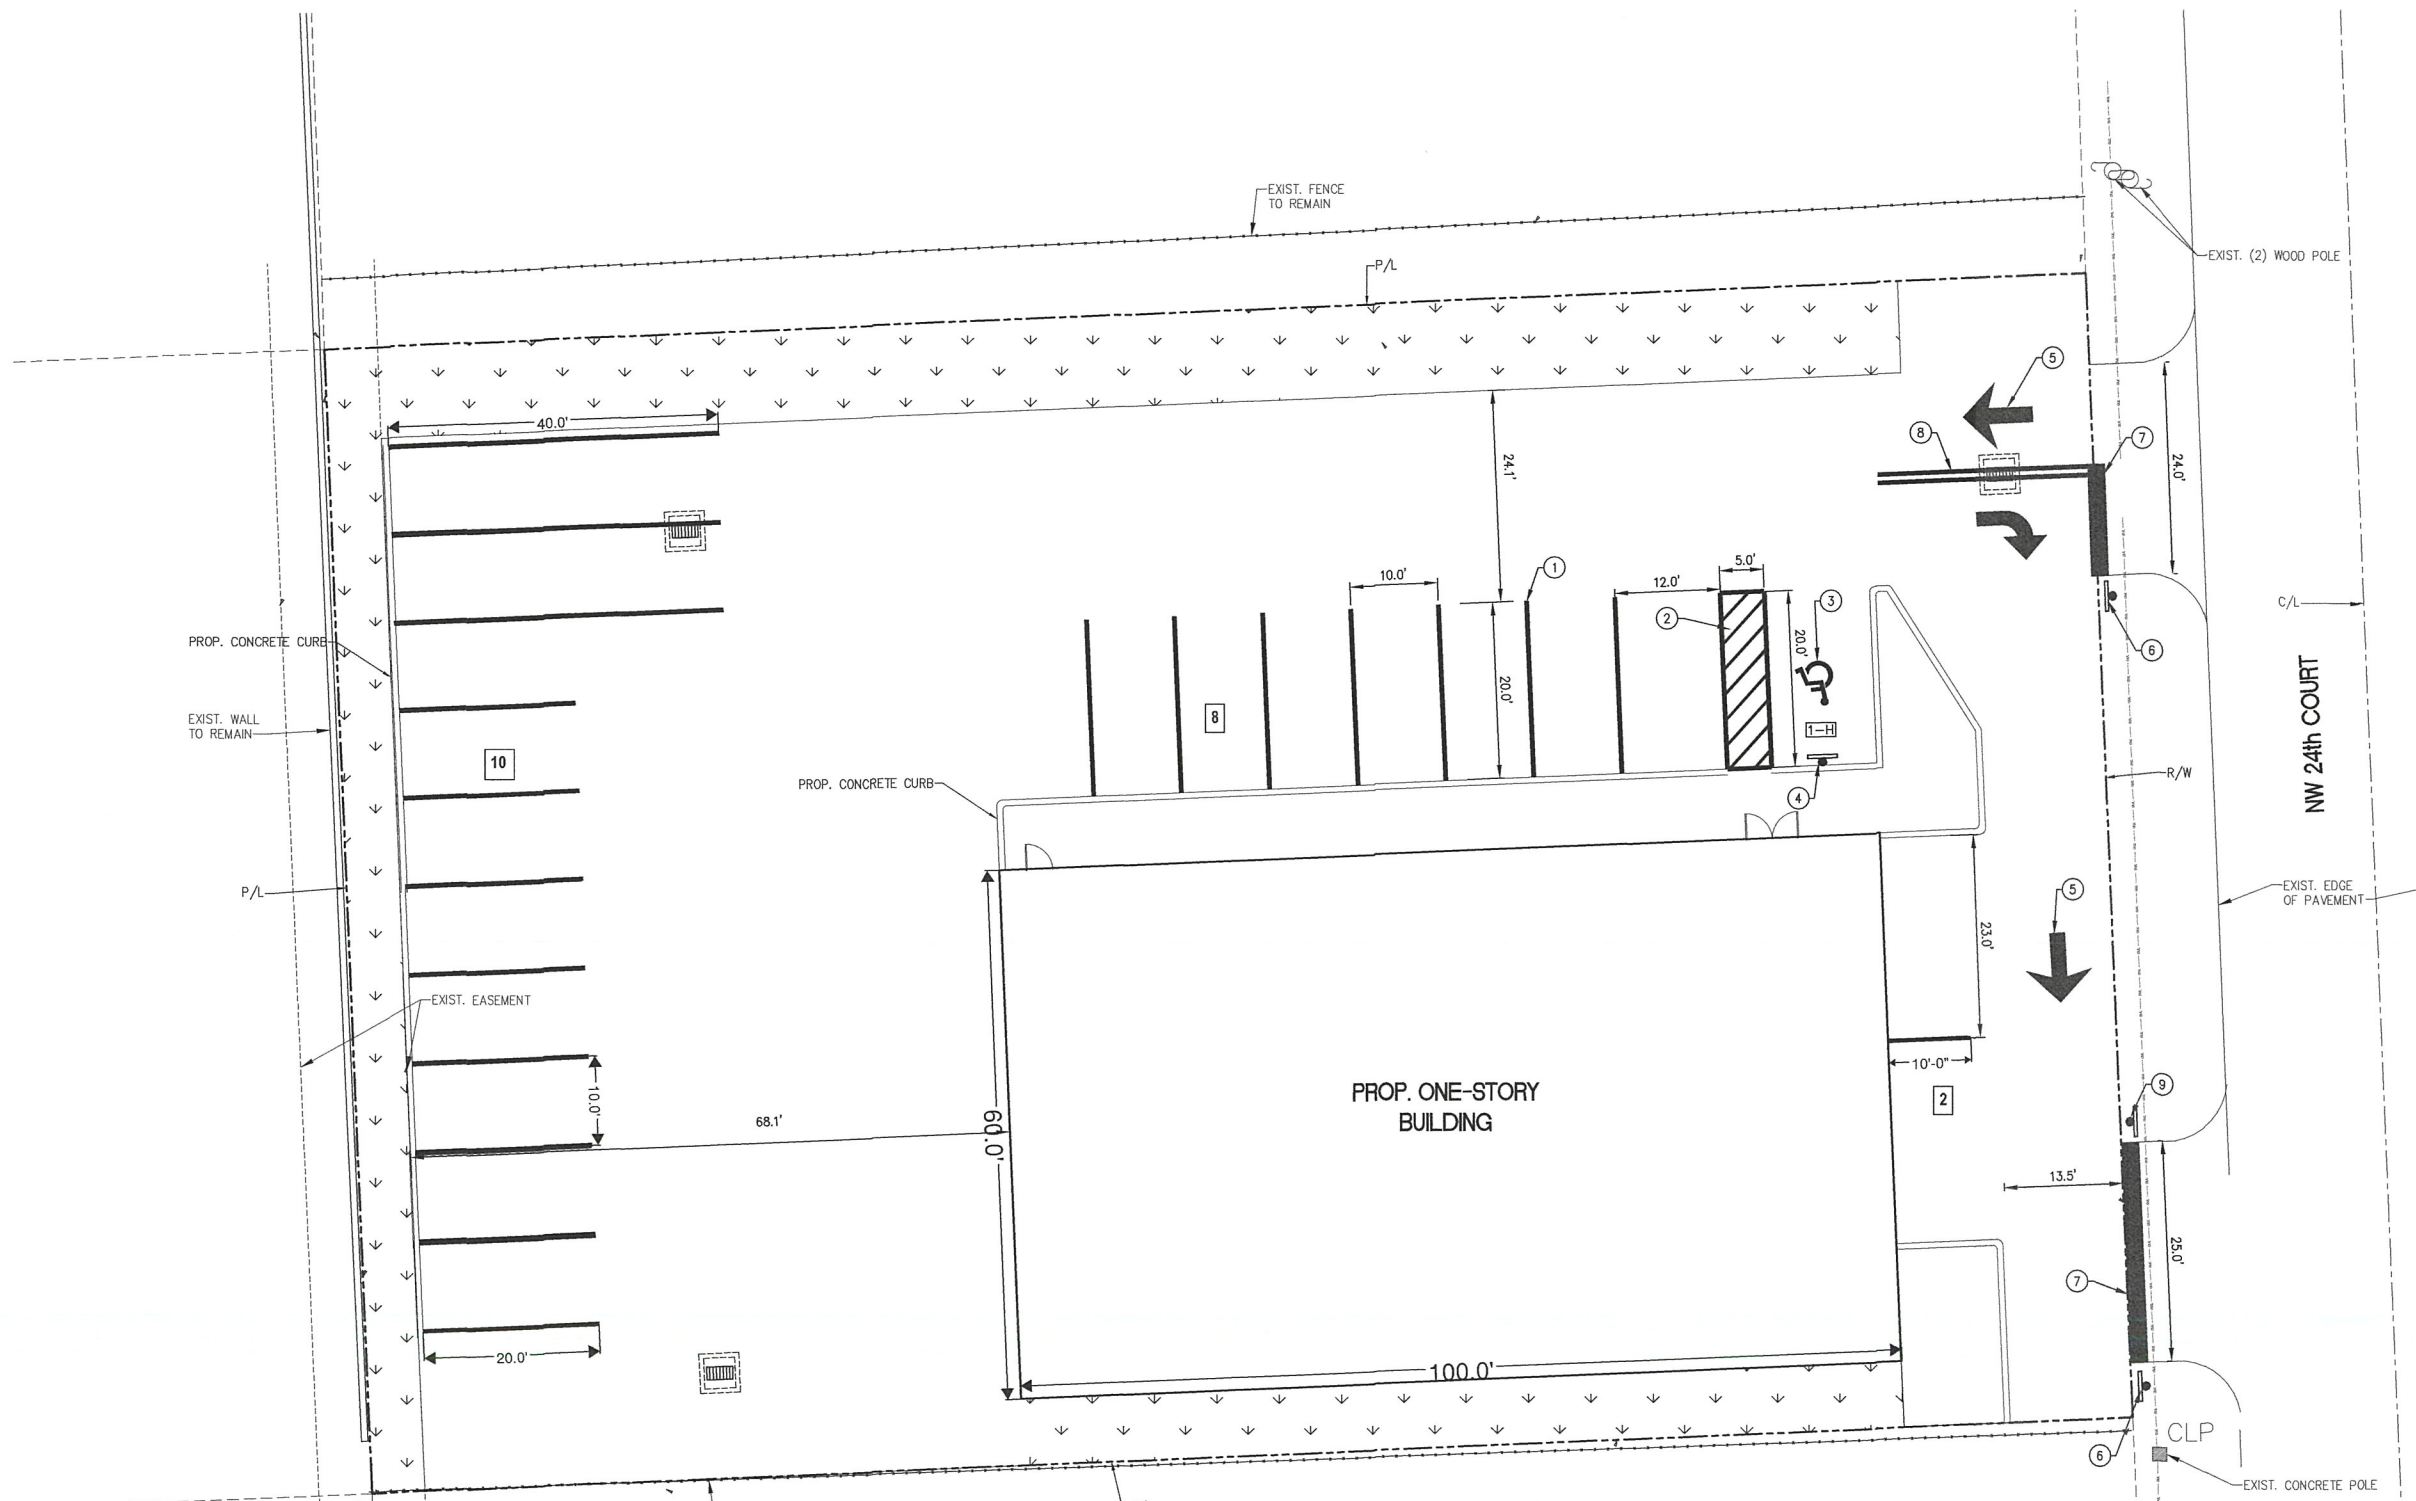 EXIST. FENCE
TO REMAIN
P/L
EXIST. (2) WOOD POLE
5
40.0'
8
7
24.1'
24.0'
5.0'
10.0'
1
12.0'
3
2
20.0'
C/L
6
PROP. CONCRETE CURB
20.0'
NW 24th COURT
EXIST. WALL
TO REMAIN
8
1-H
10
R/W
PROP. CONCRETE CURB
4
P/L
EXIST. EDGE
OF PAVEMENT
5
23.0'
EXIST. EASEMENT
10'-0"
9
10.0'
2
PROP. ONE-STORY
BUILDING
68.1'
60.0'
13.5'
25.0'
7
20.0'
100.0'
CLP
6
EXIST. CONCRETE POLE